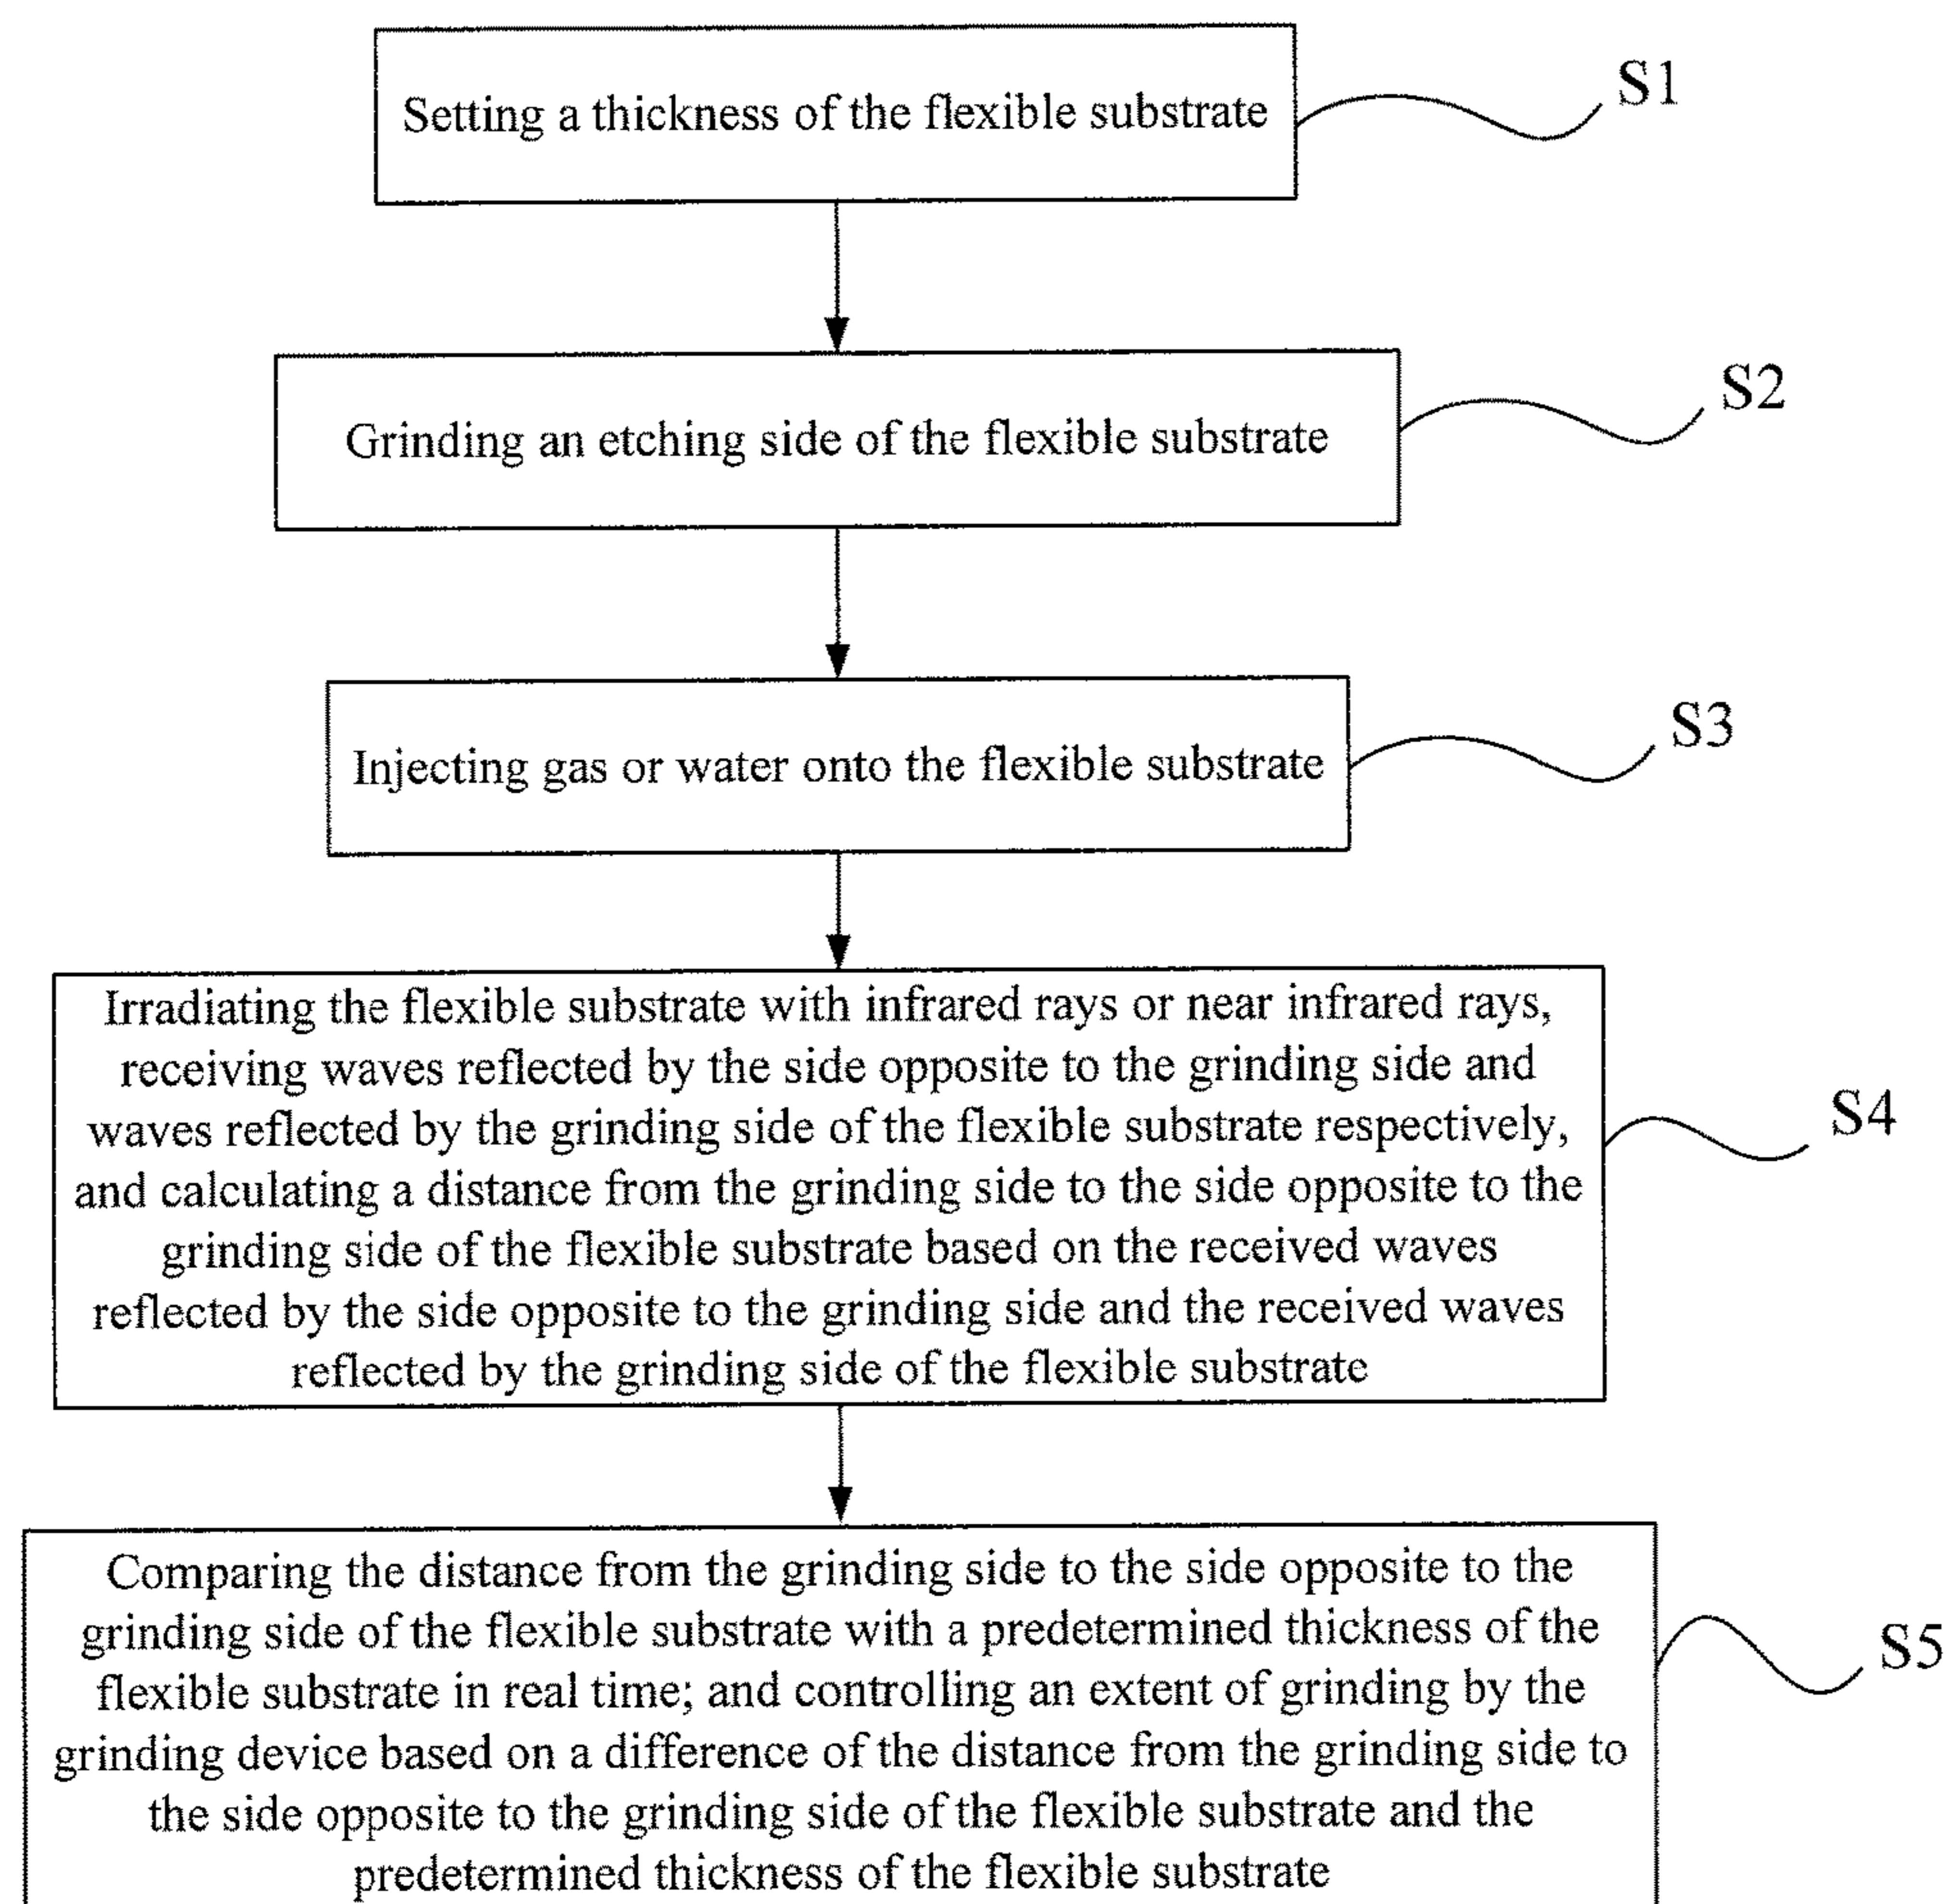 Setting a thickness of the flexible substrate
S1
Grinding an etching side of the flexible substrate
S2
Injecting gas or water onto the flexible substrate
S3
Irradiating the flexible substrate with infrared rays or near infrared rays,
receiving waves reflected by the side opposite to the grinding side and
waves reflected by the grinding side of the flexible substrate respectively,
and calculating a distance from the grinding side to the side opposite to the
grinding side of the flexible substrate based on the received waves
reflected by the side opposite to the grinding side and the received waves
reflected by the grinding side of the flexible substrate
S4
Comparing the distance from the grinding side to the side opposite to the
grinding side of the flexible substrate with a predetermined thickness of the
flexible substrate in real time; and controlling an extent of grinding by the
grinding device based on a difference of the distance from the grinding side to
the side opposite to the grinding side of the flexible substrate and the
predetermined thickness of the flexible substrate
S5